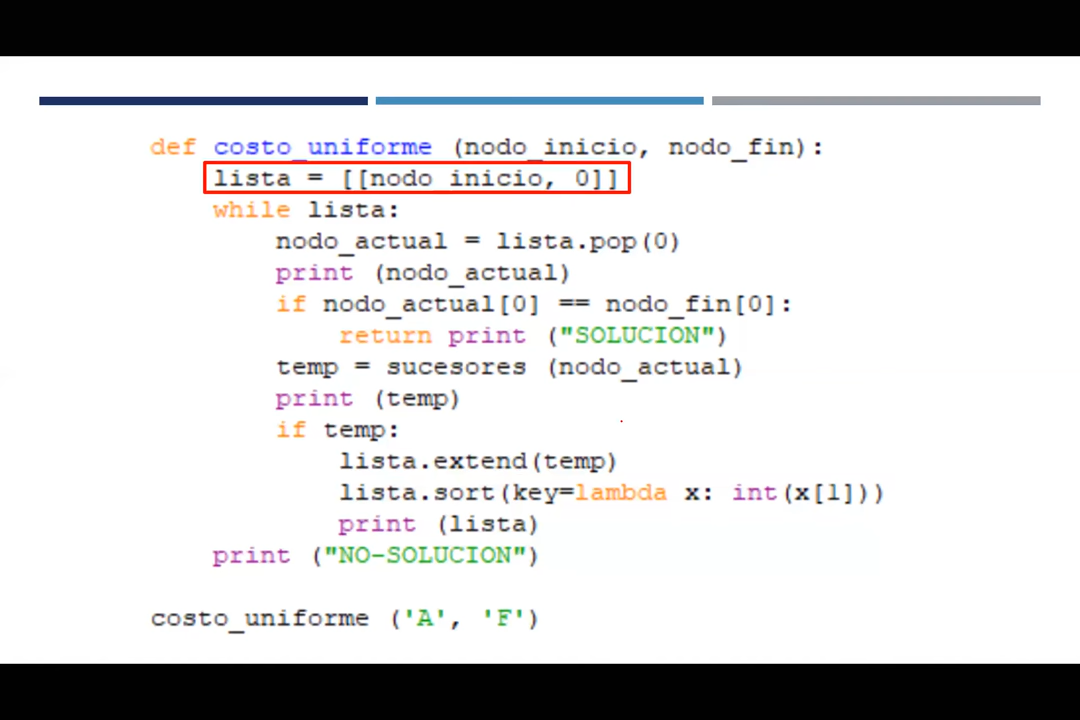 def costo_uniforme (nodo_inicio, nodo_fin):
lista = [[nodo inicio, 0]]
while lista:
nodo_actual = lista.pop(0)
print (nodo_actual)
if nodo_actual[0] == nodo_fin[0]:
return print ("SOLUCION")
temp = sucesores (nodo_actual)
print (temp)
if temp:
lista.extend(temp)
lista.sort(key=lambda x: int(x[1]))
print (lista)
print ("NO-SOLUCION")
costo_uniforme ('A', 'F')